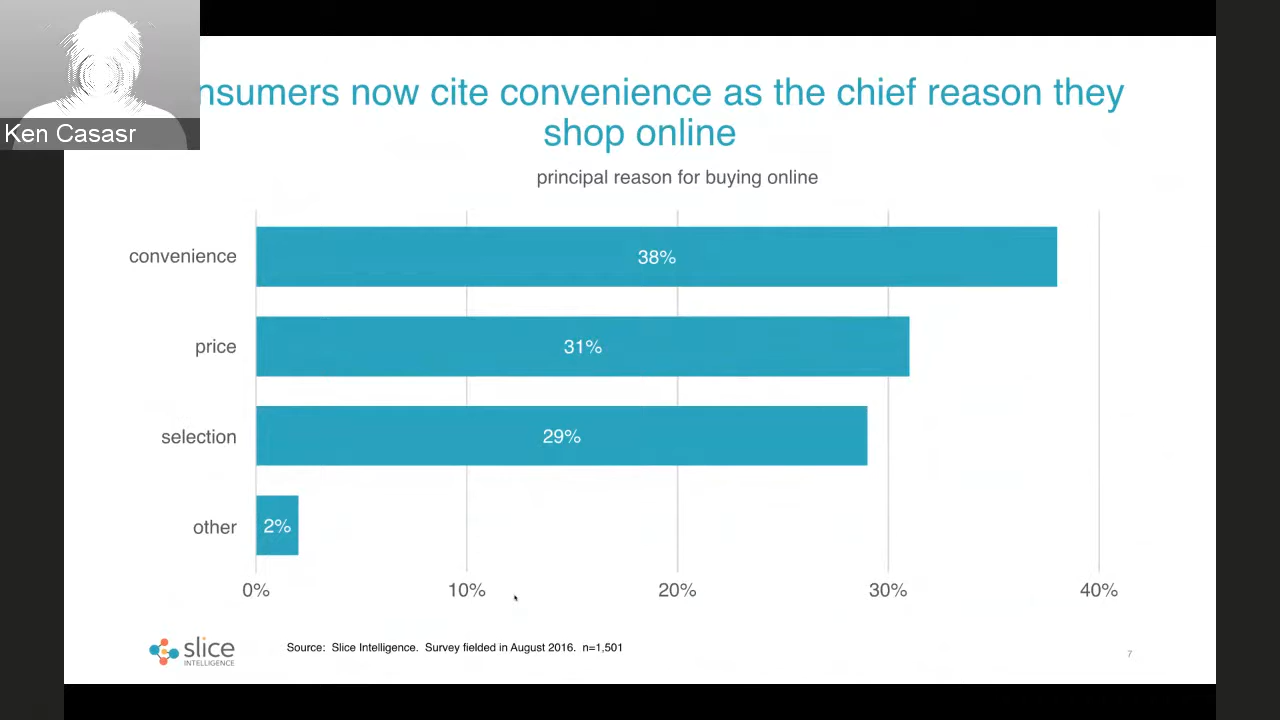 nsumers now cite convenience as the chief reason they
shop online
Ken Casasr
principal reason for buying online
convenience
38%
price
31%
selection
29%
other
2%
0% 10% 20% 30% 40%
slice
INTELLIGENCE
Source: Slice Intelligence. Survey fielded in August 2016. n=1,501
7